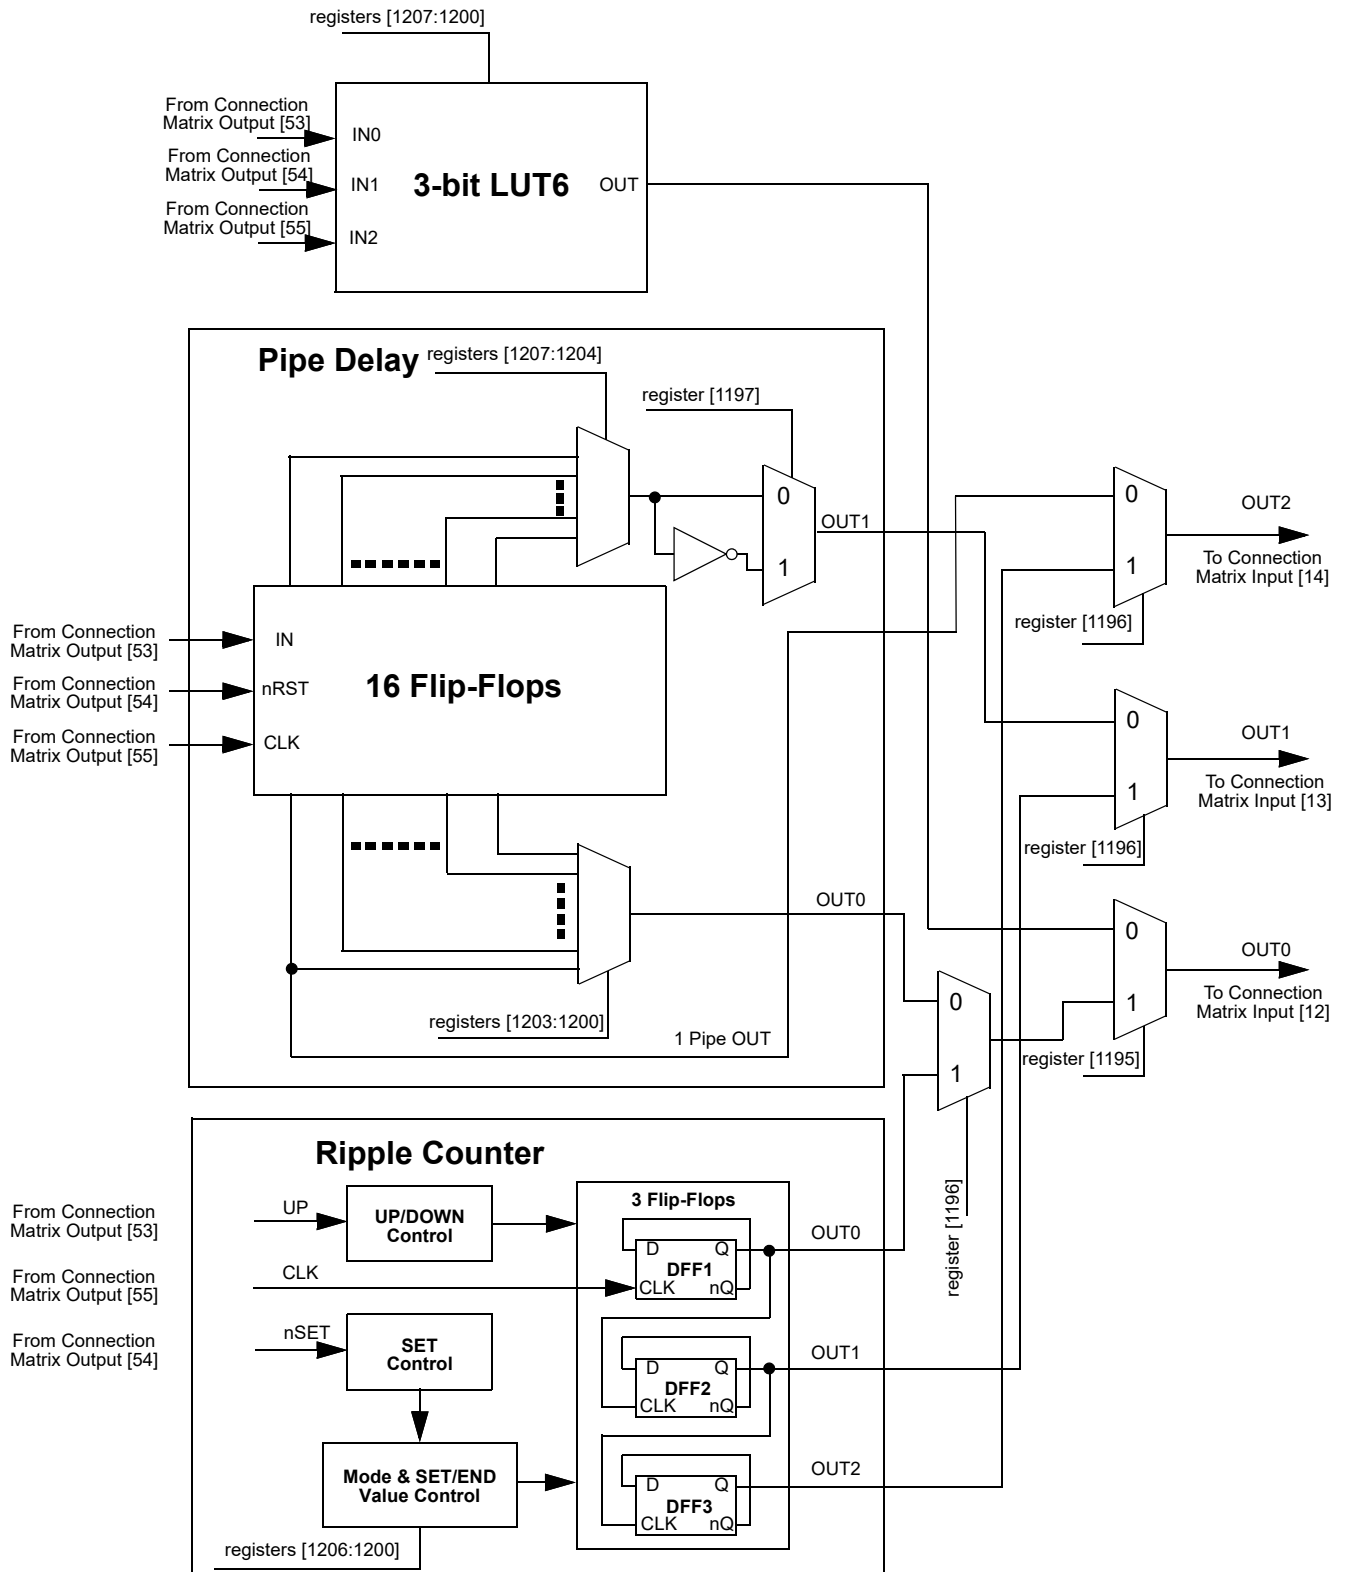 registers [1207:1200]
From Connection
Matrix Output [53]
From Connection
Matrix Output [54]
From Connection
Matrix Output [55]
IN0
IN1
IN2
3-bit LUT6
OUT
Pipe Delay
registers [1207:1204]
register [1197]
0
1
OUT1
From Connection
Matrix Output [53]
From Connection
Matrix Output [54]
From Connection
Matrix Output [55]
IN
nRST
CLK
16 Flip-Flops
OUT0
registers [1203:1200]
1 Pipe OUT
0
1
register [1196]
OUT2
To Connection
Matrix Input [14]
0
1
register [1196]
OUT1
To Connection
Matrix Input [13]
0
1
register [1195]
OUT0
To Connection
Matrix Input [12]
0
1
register [1196]
Ripple Counter
From Connection
Matrix Output [53]
From Connection
Matrix Output [55]
From Connection
Matrix Output [54]
UP
UP/DOWN
Control
CLK
nSET
SET
Control
Mode & SET/END
Value Control
registers [1206:1200]
3 Flip-Flops
D
Q
DFF1
CLK
nQ
OUT0
D
Q
DFF2
CLK
nQ
OUT1
D
Q
DFF3
CLK
nQ
OUT2